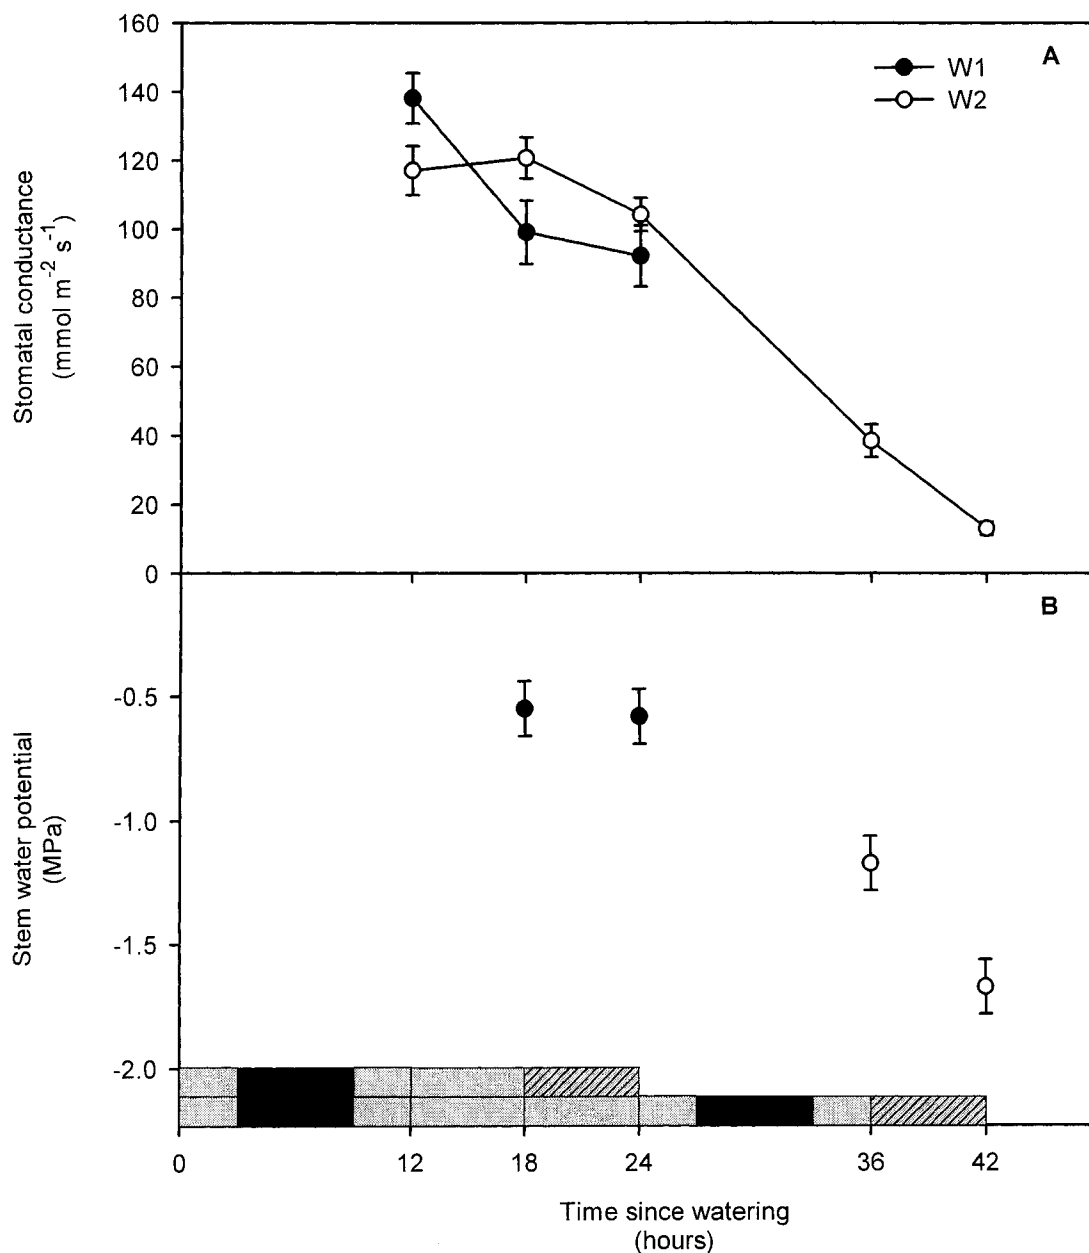 160
140
120
100
80
60
40
20
0
Stomatal conductance
(mmol m⁻² s⁻¹)
W1
W2
A
B
-0.5
-1.0
-1.5
-2.0
Stem water potential
(MPa)
0 12 18 24 36 42
Time since watering
(hours)